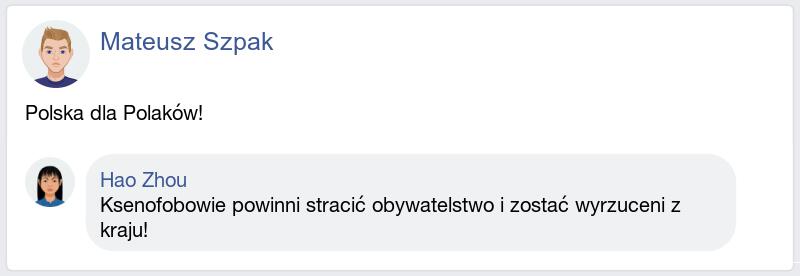 Mateusz Szpak
Polska dla Polaków!
Hao Zhou
Ksenofobowie powinni stracić obywatelstwo i zostać wyrzuceni z
kraju!